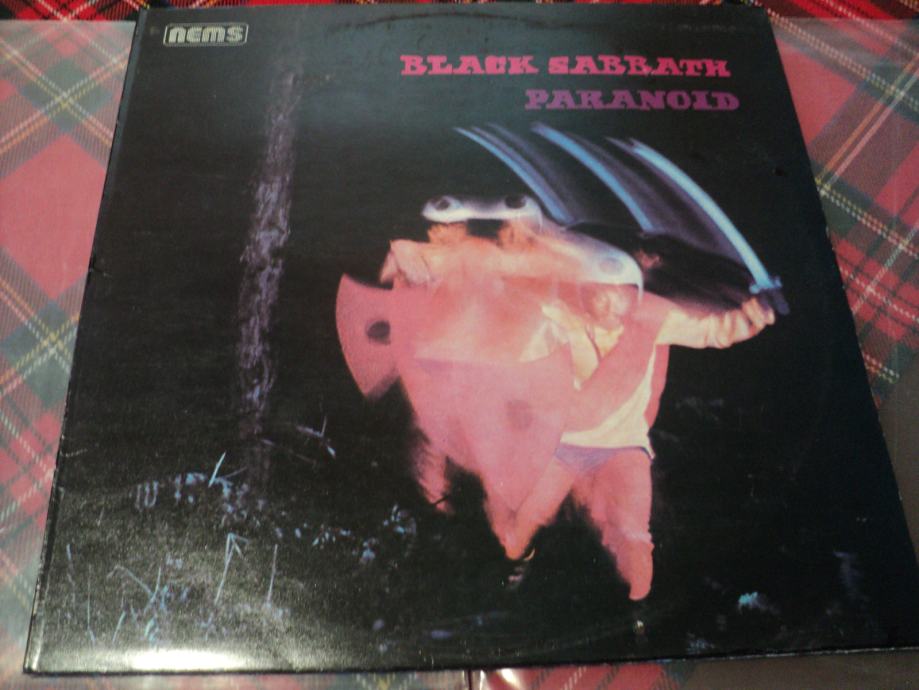 nems
BLACK SABBATH
PARANOID